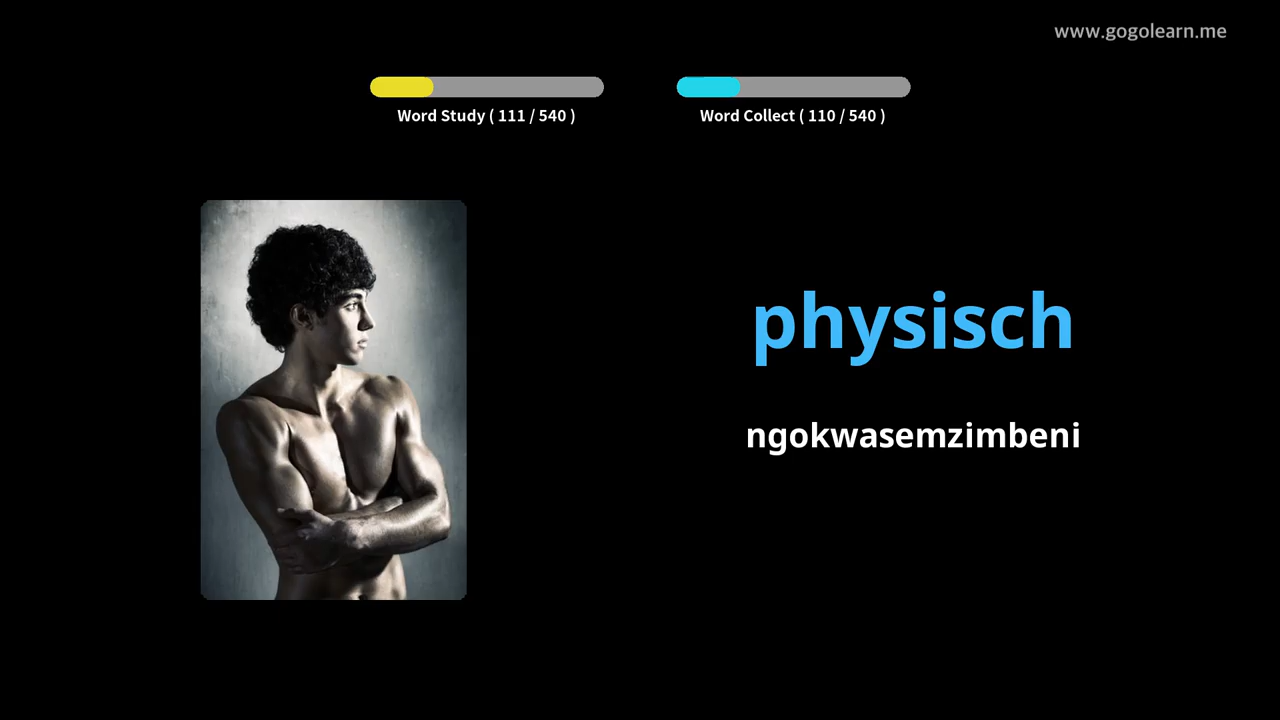 www.gogolearn.me
Word Study ( 111 / 540 )
Word Collect ( 110 / 540 )
physisch
ngokwasemzimbeni